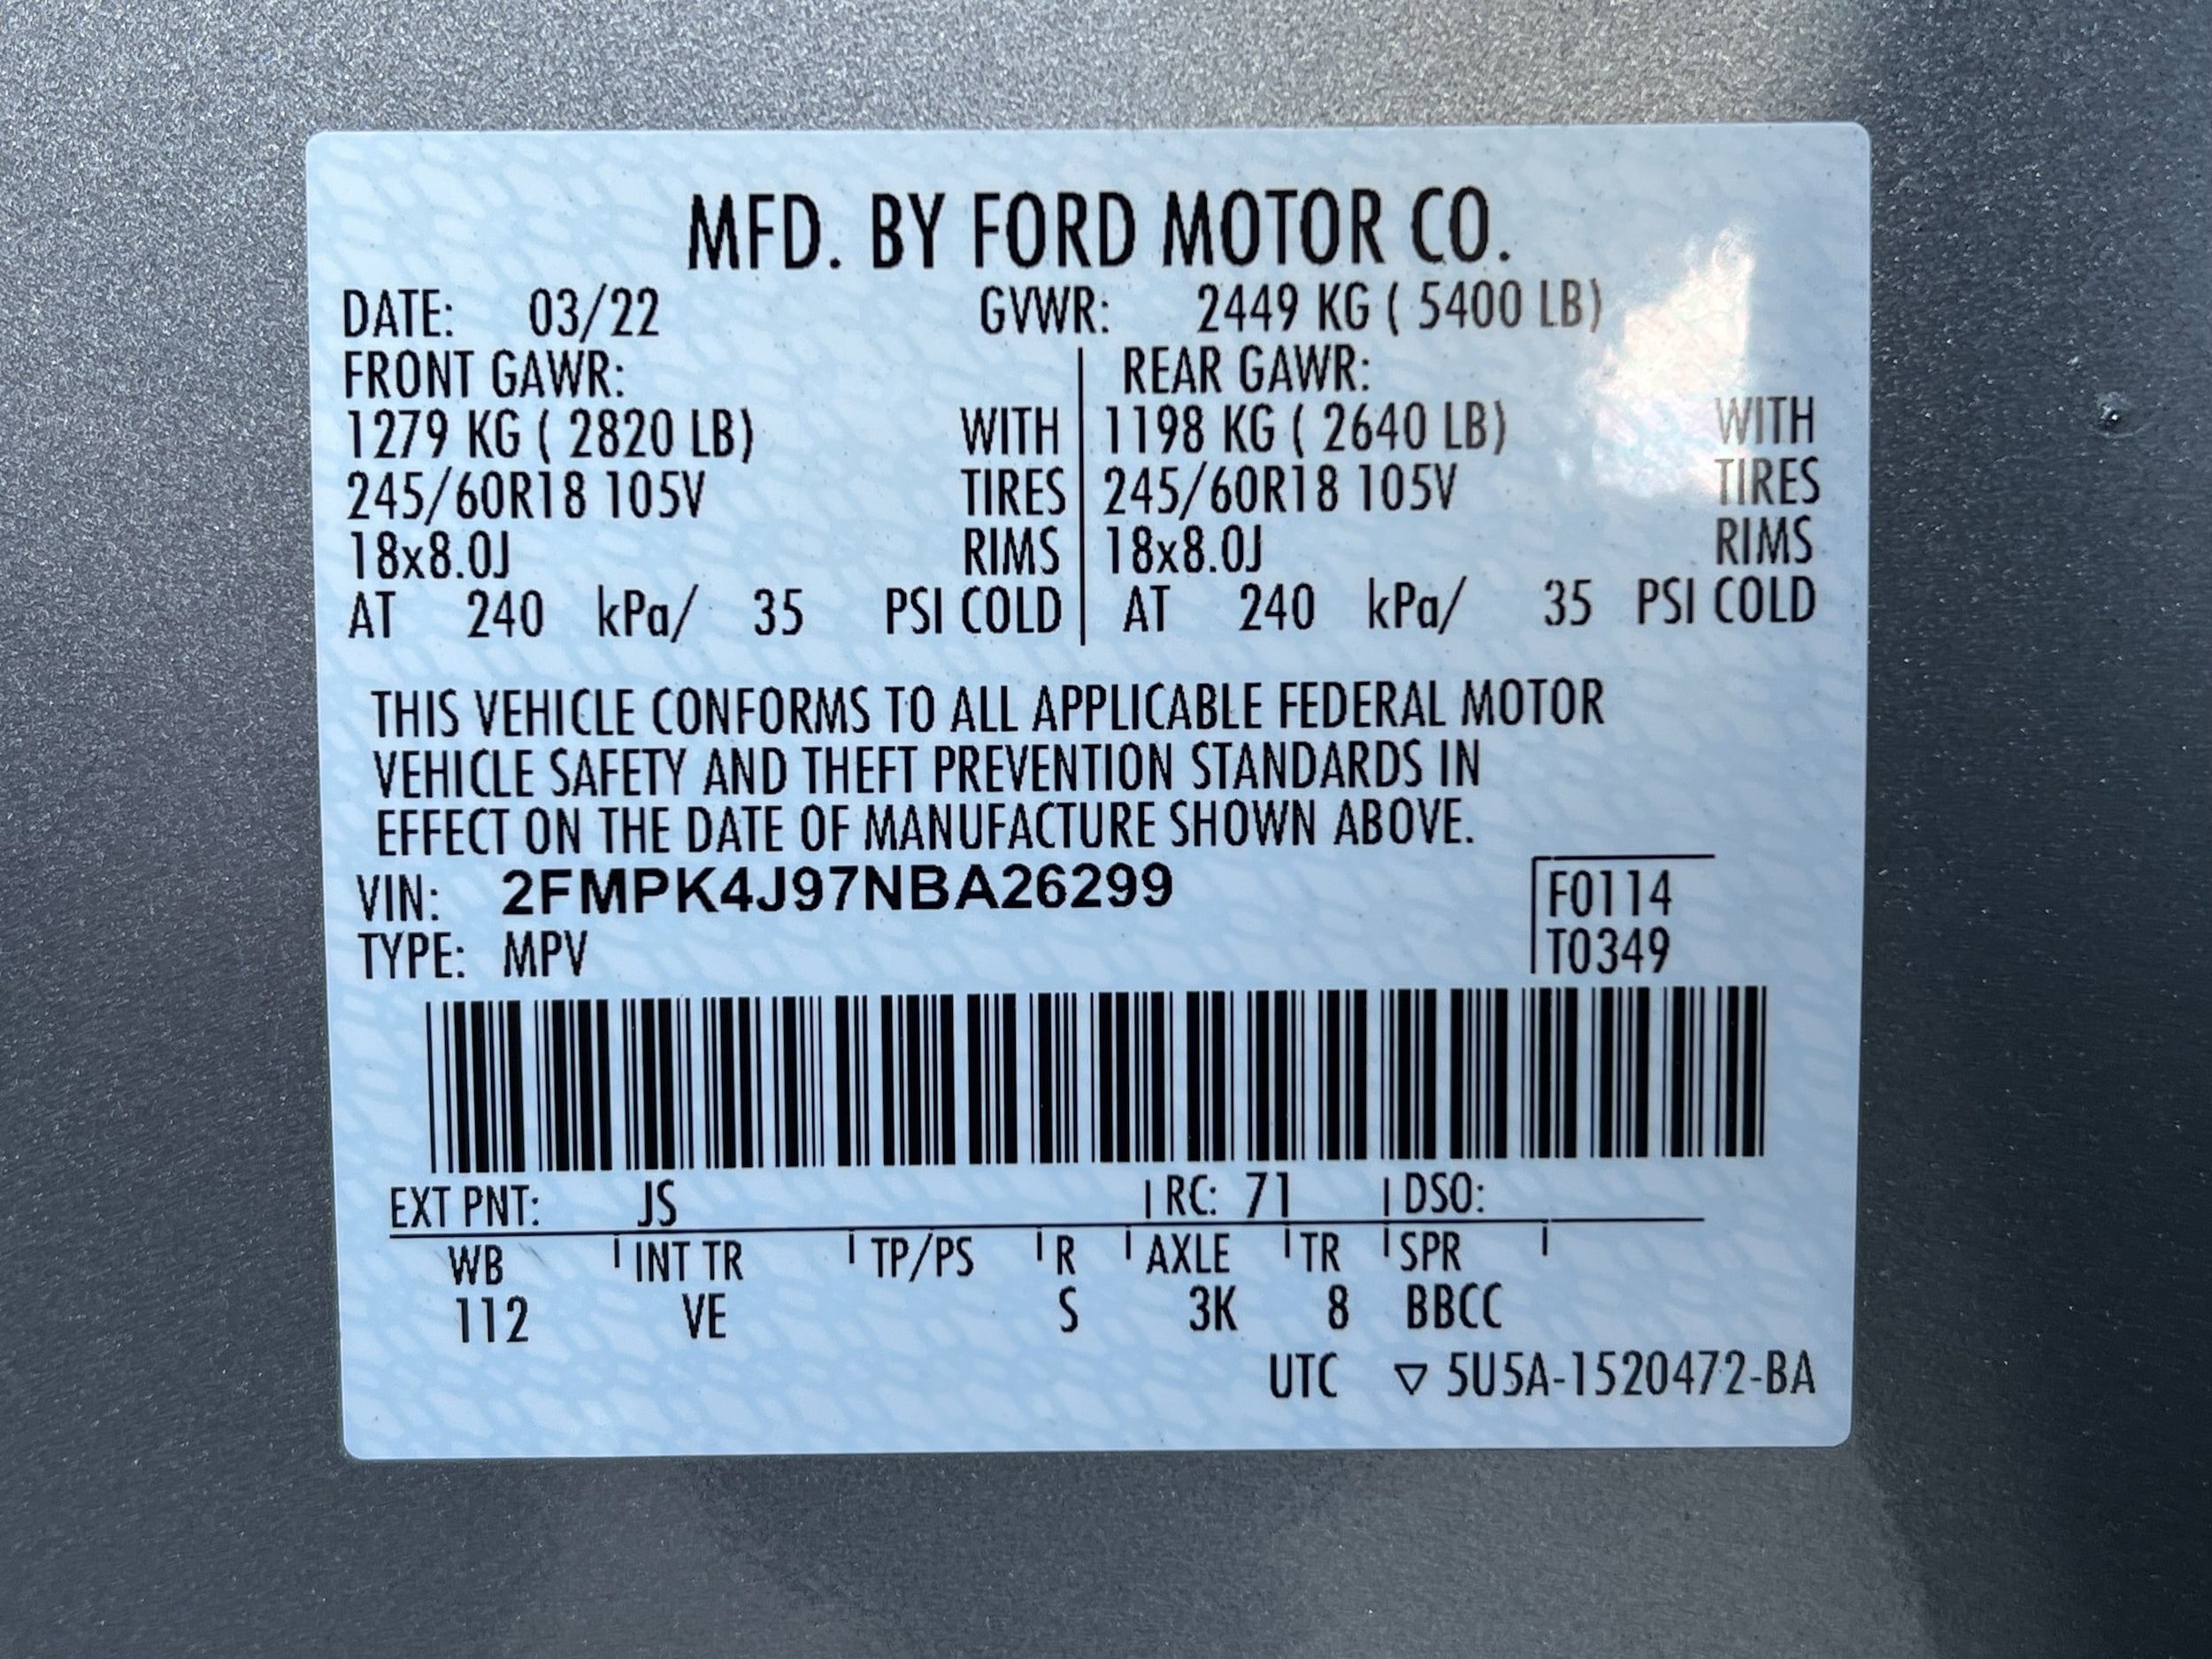 MFD. BY FORD MOTOR CO.
DATE: 03/22 GVWR: 2449 KG ( 5400 LB)
FRONT GAWR: REAR GAWR:
1279 KG ( 2820 LB) WITH 1198 KG ( 2640 LB) WITH
245/60R18 105V TIRES 245/60R18 105V TIRES
18x8.0J RIMS 18x8.0J RIMS
AT 240 kPa/ 35 PSI COLD AT 240 kPa/ 35 PSI COLD
THIS VEHICLE CONFORMS TO ALL APPLICABLE FEDERAL MOTOR
VEHICLE SAFETY AND THEFT PREVENTION STANDARDS IN
EFFECT ON THE DATE OF MANUFACTURE SHOWN ABOVE.
VIN: 2FMPK4J97NBA26299 F0114
TYPE: MPV T0349
EXT PNT: JS RC: 71 DSO:
WB INT TR TP/PS R AXLE TR SPR
112 VE S 3K 8 BBCC
UTC ▽ 5U5A-1520472-BA